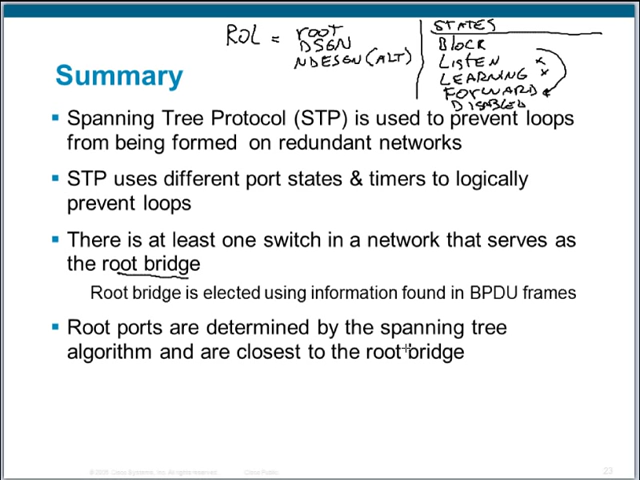 ROL = root
DSGN
NDESGN (ALT)
STATES
BLOCK
LISTEN
LEARNING
FORWARD
DISABLED
Summary
Spanning Tree Protocol (STP) is used to prevent loops
from being formed on redundant networks
STP uses different port states & timers to logically
prevent loops
There is at least one switch in a network that serves as
the root bridge
Root bridge is elected using information found in BPDU frames
Root ports are determined by the spanning tree
algorithm and are closest to the root bridge
Cisco Systems, Inc. All rights reserved.
Cisco Public
23